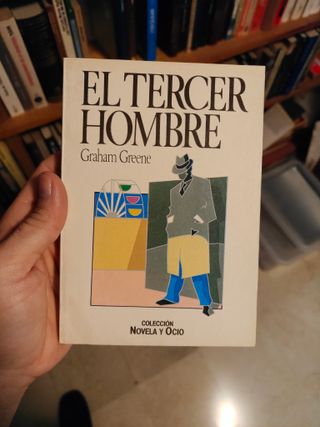 EL TERCER
HOMBRE
Graham Greene
COLECCIÓN
NOVELA Y OCIO